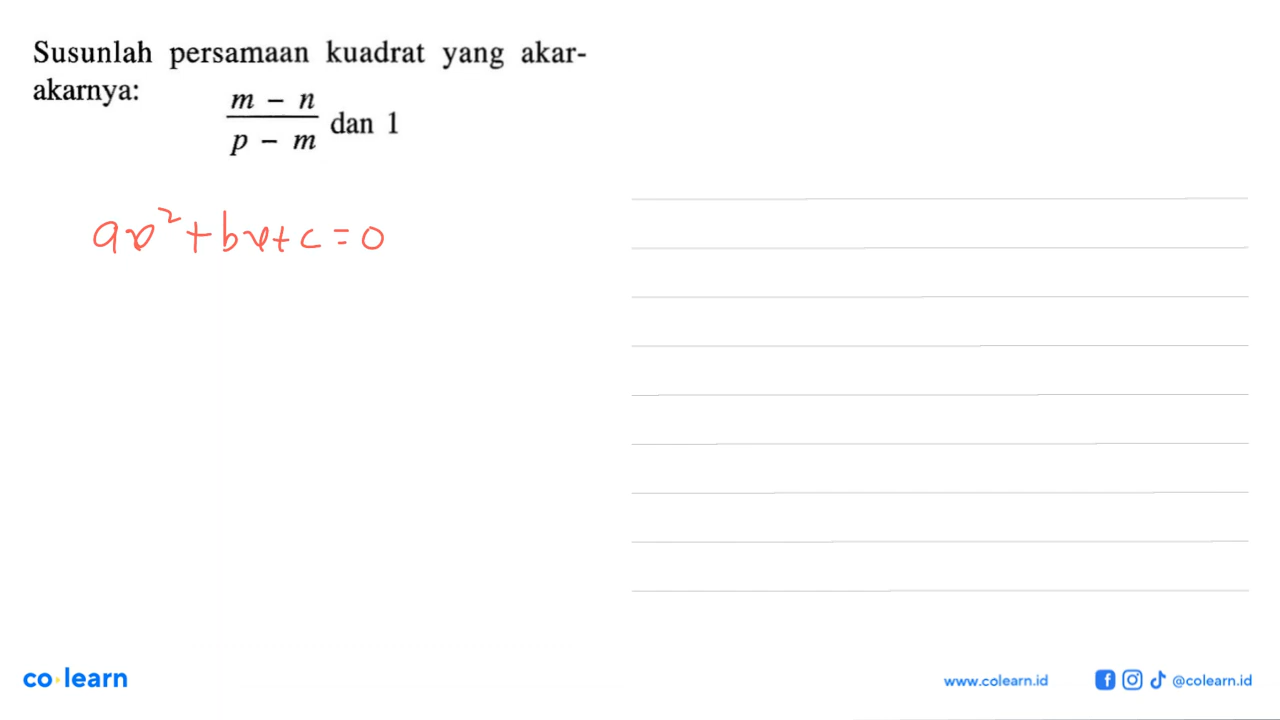 Susunlah persamaan kuadrat yang akar-
akarnya:
m - n
p - m
dan 1
ax² + bx + c = 0
co learn
www.colearn.id
@colearn.id